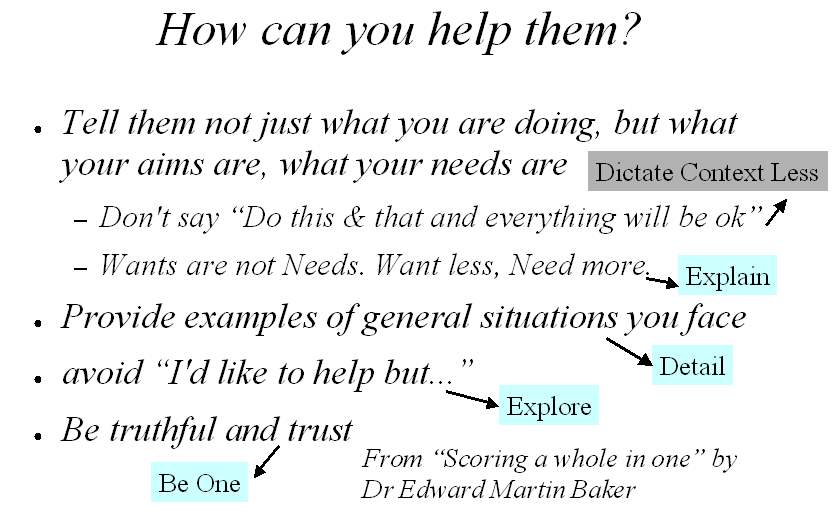 How can you help them?
• Tell them not just what you are doing, but what
your aims are, what your needs are
Dictate Context Less
– Don't say “Do this & that and everything will be ok”
– Wants are not Needs. Want less, Need more.
Explain
• Provide examples of general situations you face
Detail
• avoid “I'd like to help but...”
Explore
• Be truthful and trust
Be One
From “Scoring a whole in one” by
Dr Edward Martin Baker